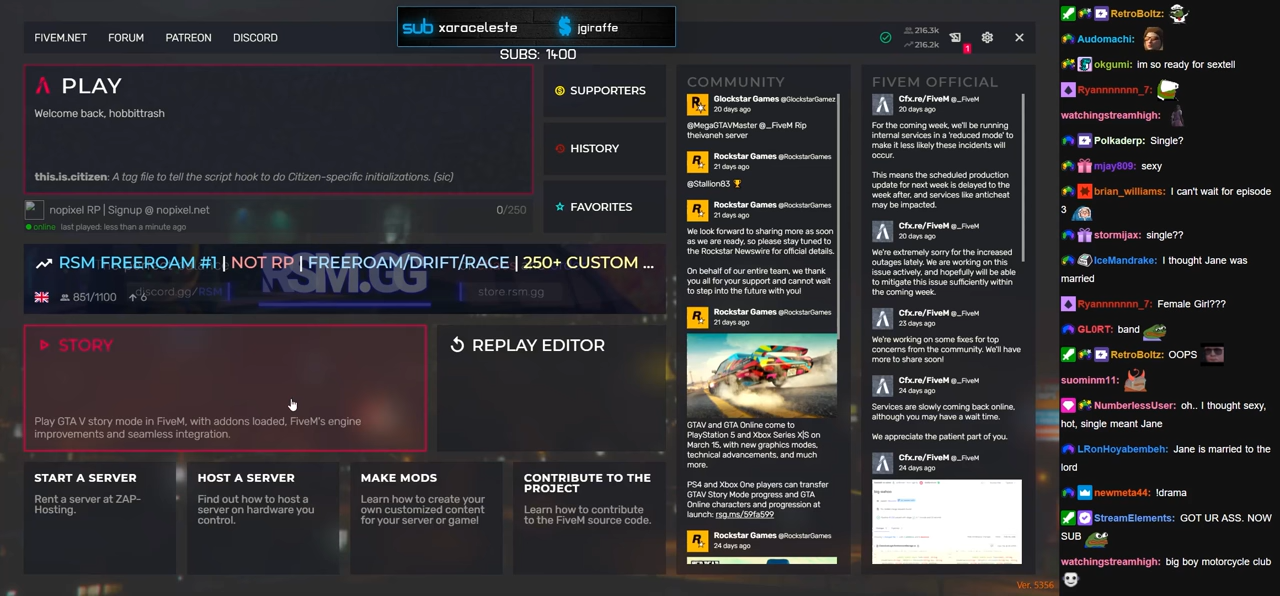 sub xaraceleste jgiraffe
SUBS: 1400
FIVEM.NET FORUM PATREON DISCORD
216.3k
216.2k
1
PLAY
Welcome back, hobbittrash
this.is.citizen: A tag file to tell the script hook to do Citizen-specific initializations. (sic)
nopixel RP | Signup @ nopixel.net 0/250
online last played: less than a minute ago
SUPPORTERS
HISTORY
FAVORITES
RSM FREEROAM #1 | NOT RP | FREEROAM/DRIFT/RACE | 250+ CUSTOM ...
discord.gg/RSM RSM.GG store.rsm.gg
851/1100 6
STORY
Play GTA V story mode in FiveM, with addons loaded, FiveM's engine
improvements and seamless integration.
REPLAY EDITOR
START A SERVER
Rent a server at ZAP-
Hosting.
HOST A SERVER
Find out how to host a
server on hardware you
control.
MAKE MODS
Learn how to create your
own customized content
for your server or game!
CONTRIBUTE TO THE
PROJECT
Learn how to contribute
to the FiveM source code.
COMMUNITY
Glockstar Games @GlockstarGamez
20 days ago
@MegaGTAVMaster @_FiveM Rip
theivaneh server
Rockstar Games @RockstarGames
21 days ago
@Stallion83 🏆
Rockstar Games @RockstarGames
21 days ago
We look forward to sharing more as soon
as we are ready, so please stay tuned to
the Rockstar Newswire for official details.
On behalf of our entire team, we thank
you all for your support and cannot wait
to step into the future with you!
Rockstar Games @RockstarGames
21 days ago
GTAV and GTA Online come to
PlayStation 5 and Xbox Series X|S on
March 15, with new graphics modes,
technical advancements, and much
more.
PS4 and Xbox One players can transfer
GTAV Story Mode progress and GTA
Online characters and progression at
launch: rsg.ms/59fa599
Rockstar Games @RockstarGames
24 days ago
FIVEM OFFICIAL
Cfx.re/FiveM @_FiveM
20 days ago
For the coming week, we'll be running
internal services in a 'reduced mode' to
make it less likely these incidents will
occur.
This means the scheduled production
update for next week is delayed to the
week after, and services like anticheat
may be impacted.
Cfx.re/FiveM @_FiveM
20 days ago
We're extremely sorry for the increased
outages lately. We are working on this
issue actively, and hopefully will be able
to mitigate this issue sufficiently within
the coming week.
Cfx.re/FiveM @_FiveM
23 days ago
We're working on some fixes for top
concerns from the community. We'll have
more to share soon!
Cfx.re/FiveM @_FiveM
24 days ago
Services are slowly coming back online,
although you may have a wait time.
We appreciate the patient part of you.
Cfx.re/FiveM @_FiveM
24 days ago
Ver. 5356
RetroBoltz:
Audomachi:
okgumi: im so ready for sextell
Ryannnnnnn_7:
watchingstreamhigh:
Polkaderp: Single?
mjay809: sexy
brian_williams: I can't wait for episode
3
stormijax: single??
IceMandrake: I thought Jane was
married
Ryannnnnnn_7: Female Girl???
GL0RT: band
RetroBoltz: OOPS
suominm11:
NumberlessUser: oh.. I thought sexy,
hot, single meant Jane
LRonHoyabembe: Jane is married to the
lord
newmeta44: !drama
StreamElements: GOT UR ASS. NOW
SUB
watchingstreamhigh: big boy motorcycle club